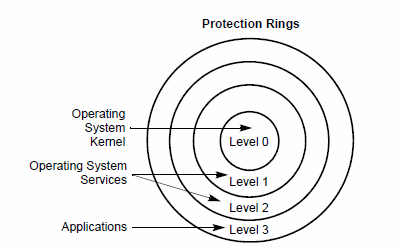 Protection Rings
Operating
System
Kernel
Level 0
Operating System
Services
Level 1
Level 2
Applications
Level 3